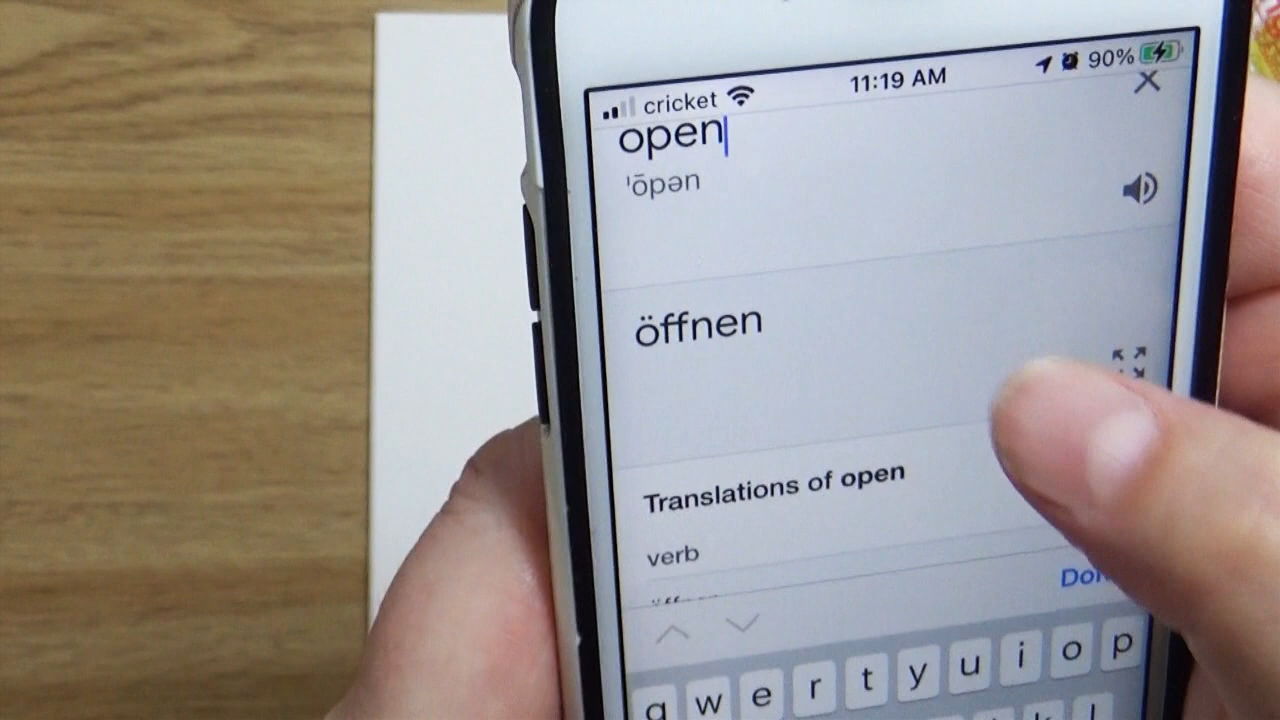 cricket 11:19 AM 90%
open
ˈōpən
öffnen
Translations of open
verb
q w e r t y u i o p